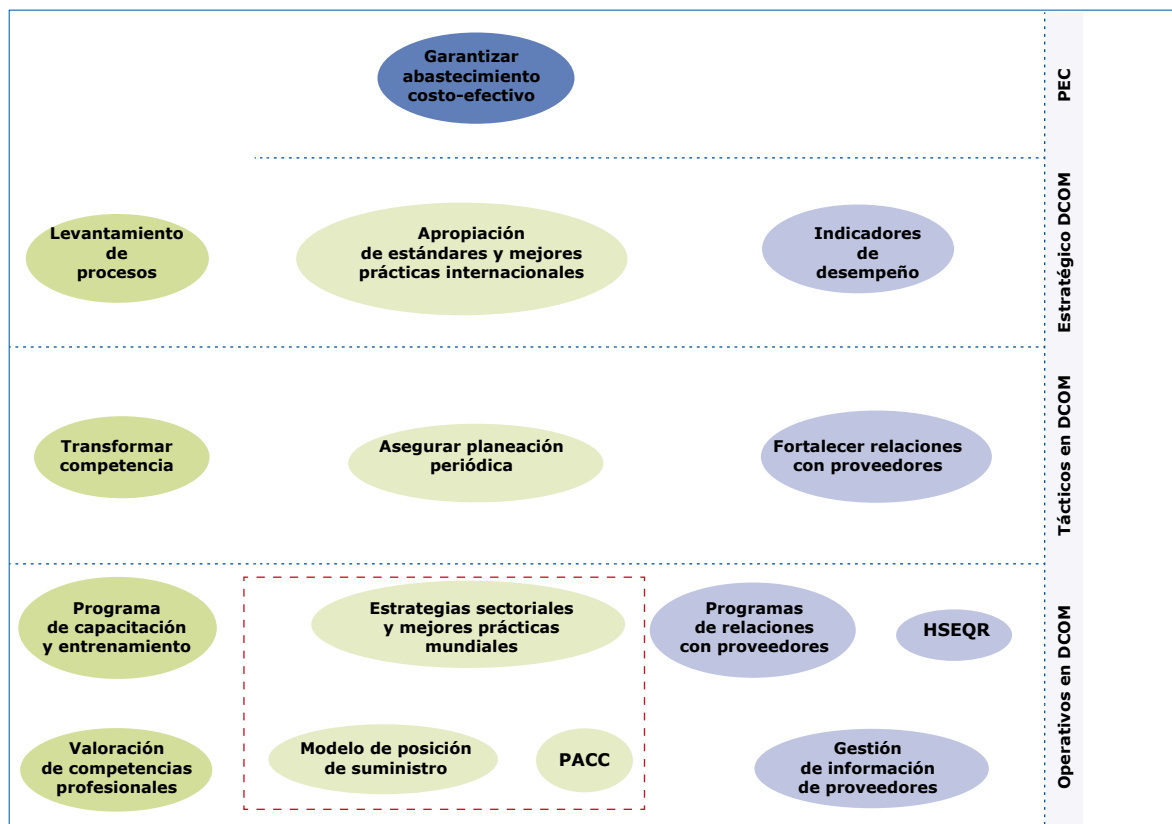 Garantizar
abastecimiento
costo-efectivo
PEC
Levantamiento
de
procesos
Apropiación
de estándares y mejores
prácticas internacionales
Indicadores
de
desempeño
Estratégico DCOM
Transformar
competencia
Asegurar planeación
periódica
Fortalecer relaciones
con proveedores
Tácticos en DCOM
Programa
de capacitación
y entrenamiento
Estrategias sectoriales
y mejores prácticas
mundiales
Programas
de relaciones
con proveedores
HSEQR
Valoración
de competencias
profesionales
Modelo de posición
de suministro
PACC
Gestión
de información
de proveedores
Operativos en DCOM